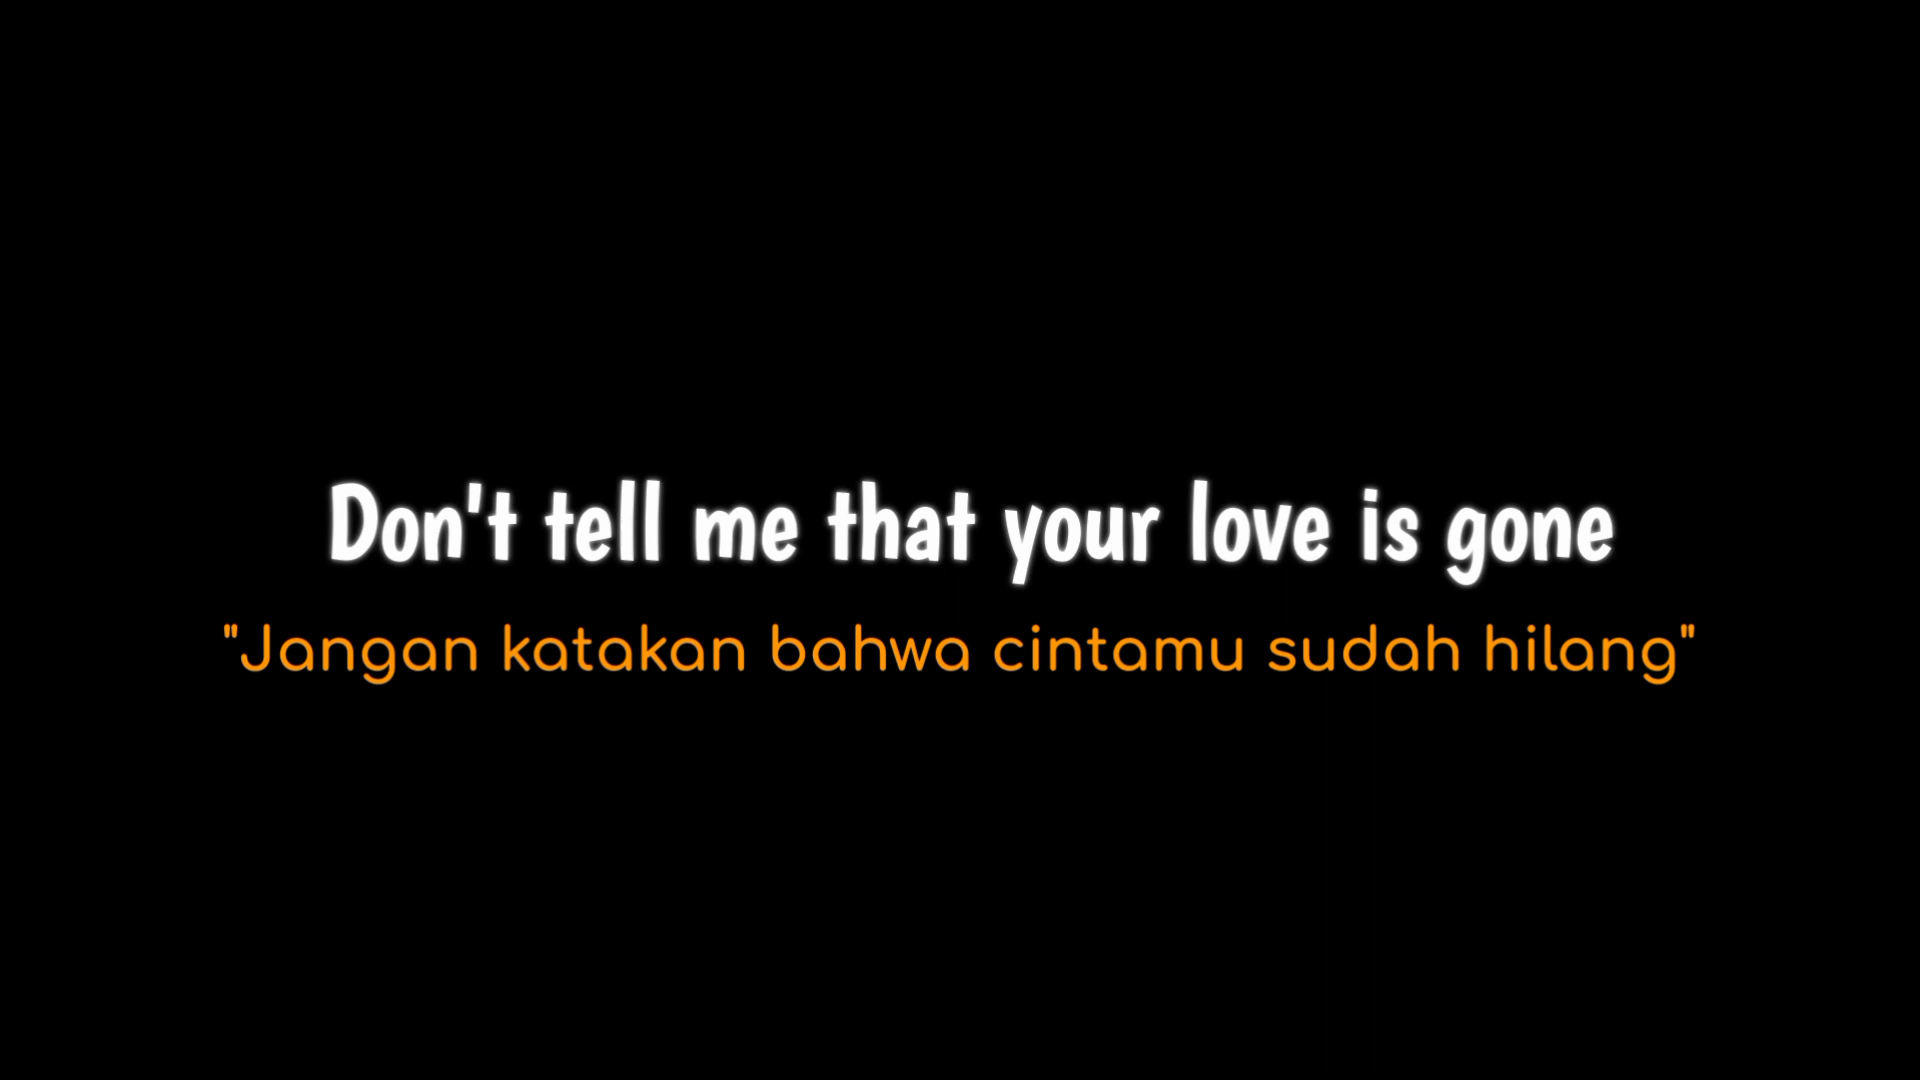 Don't tell me that your love is gone
"Jangan katakan bahwa cintamu sudah hilang"